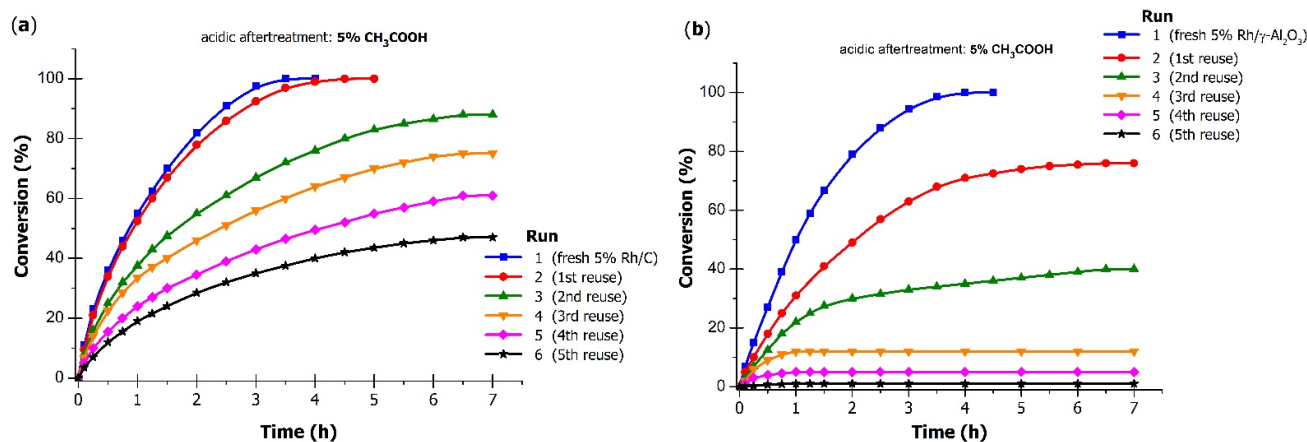 (a)
acidic aftertreatment: 5% CH₃COOH
Conversion (%)
100
80
60
40
20
0
0 1 2 3 4 5 6 7
Time (h)
Run
1 (fresh 5% Rh/C)
2 (1st reuse)
3 (2nd reuse)
4 (3rd reuse)
5 (4th reuse)
6 (5th reuse)
(b)
acidic aftertreatment: 5% CH₃COOH
Run
1 (fresh 5% Rh/γ-Al₂O₃)
2 (1st reuse)
3 (2nd reuse)
4 (3rd reuse)
5 (4th reuse)
6 (5th reuse)
Conversion (%)
100
80
60
40
20
0
0 1 2 3 4 5 6 7
Time (h)